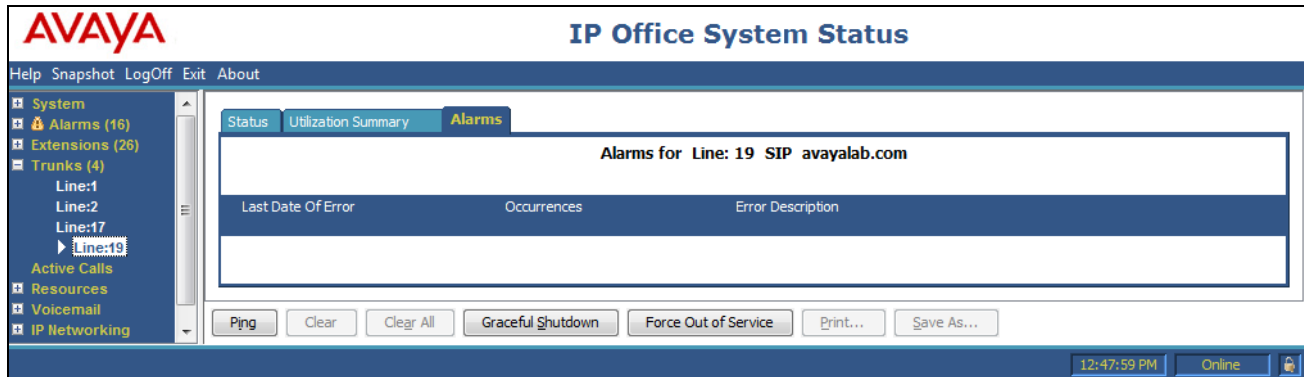 AVAYA
IP Office System Status
Help Snapshot LogOff Exit About
System
Alarms (16)
Extensions (26)
Trunks (4)
Line:1
Line:2
Line:17
Line:19
Active Calls
Resources
Voicemail
IP Networking
Status Utilization Summary Alarms
Alarms for Line: 19 SIP avayalab.com
Last Date Of Error Occurrences Error Description
Ping Clear Clear All Graceful Shutdown Force Out of Service Print... Save As...
12:47:59 PM Online